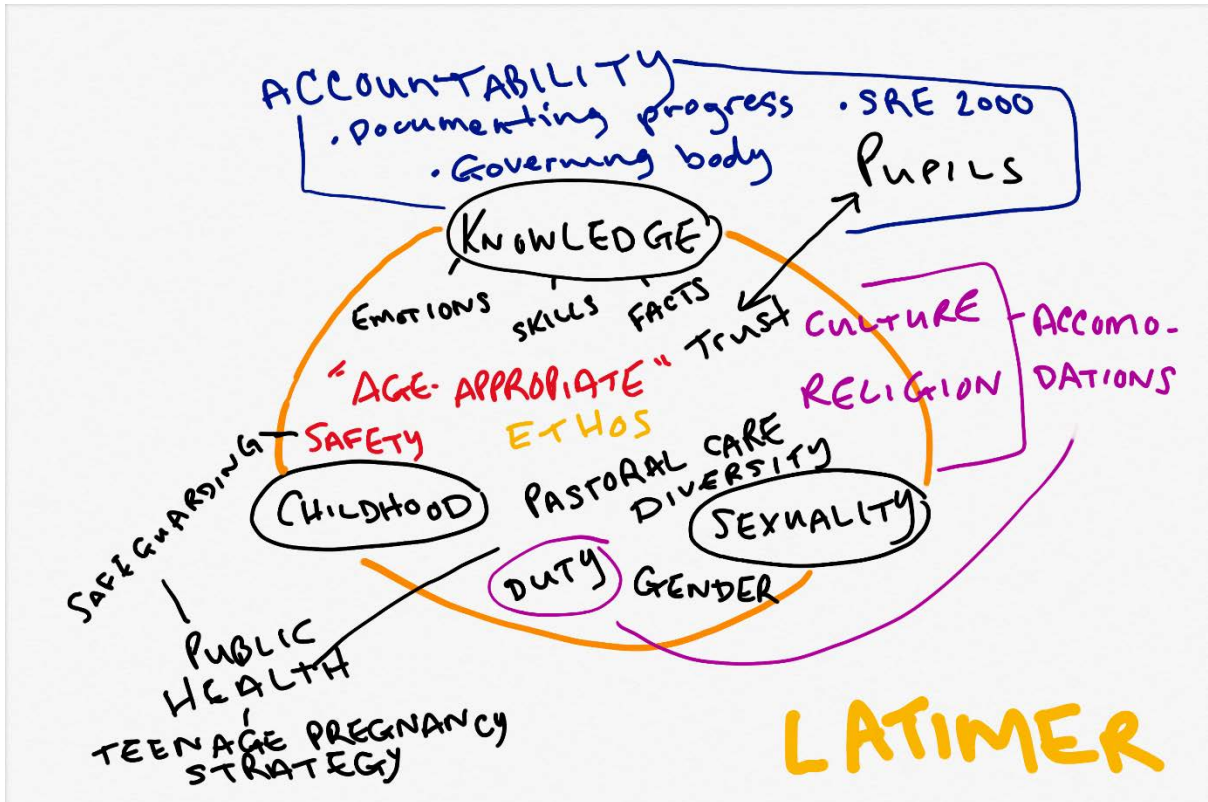 ACCOUNTABILITY
· Documenting progress
· SRE 2000
· Governing body
PUPILS
KNOWLEDGE
EMOTIONS
SKILLS
FACTS
Trust
CULTURE
RELIGION
ACCOMO-
DATIONS
"AGE-APPROPIATE"
ETHOS
SAFETY
SAFEGUARDING
CHILDHOOD
PASTORAL CARE
DIVERSITY
SEXUALITY
DUTY
GENDER
PUBLIC
HEALTH
TEENAGE PREGNANCY
STRATEGY
LATIMER